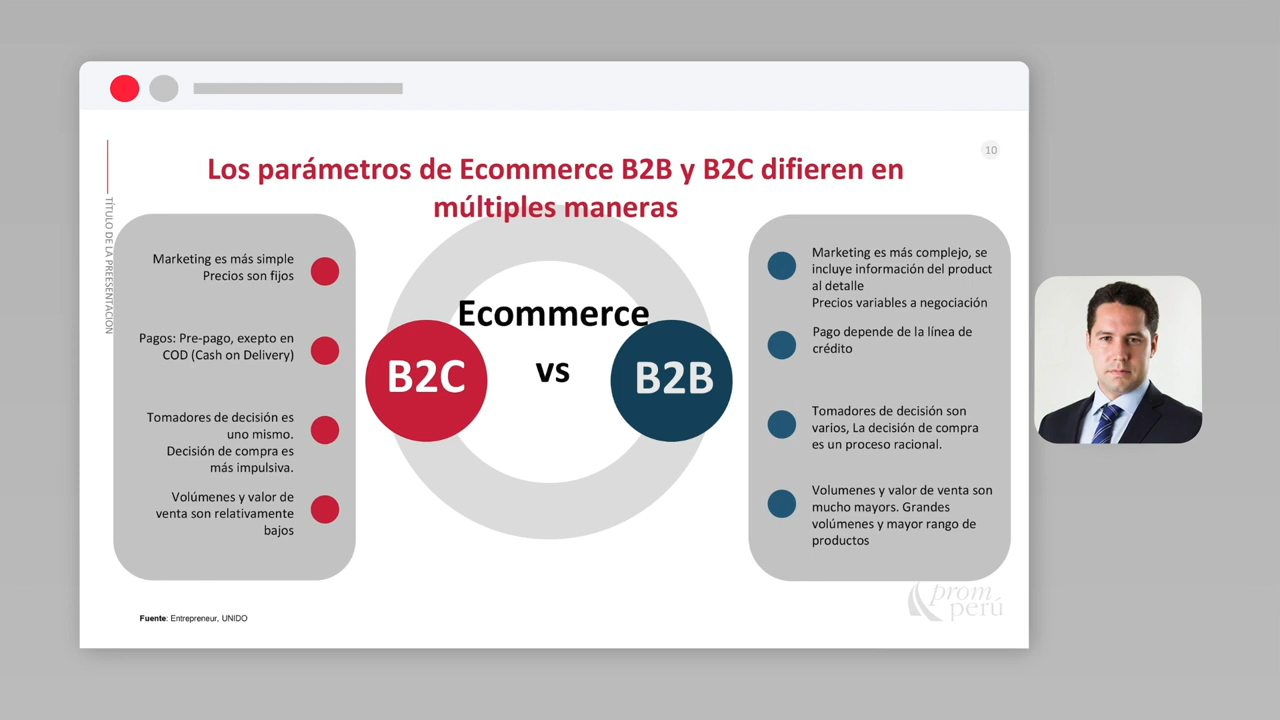 10
Los parámetros de Ecommerce B2B y B2C difieren en
múltiples maneras
TÍTULO DE LA PREESENTACIÓN
Marketing es más simple
Precios son fijos
Pagos: Pre-pago, exepto en
COD (Cash on Delivery)
Tomadores de decisión es
uno mismo.
Decisión de compra es
más impulsiva.
Volúmenes y valor de
venta son relativamente
bajos
Ecommerce
vs
B2C
B2B
Marketing es más complejo, se
incluye información del product
al detalle
Precios variables a negociación
Pago depende de la línea de
crédito
Tomadores de decisión son
varios, La decisión de compra
es un proceso racional.
Volumenes y valor de venta son
mucho mayors. Grandes
volúmenes y mayor rango de
productos
Fuente: Entrepreneur, UNIDO
prom
perú